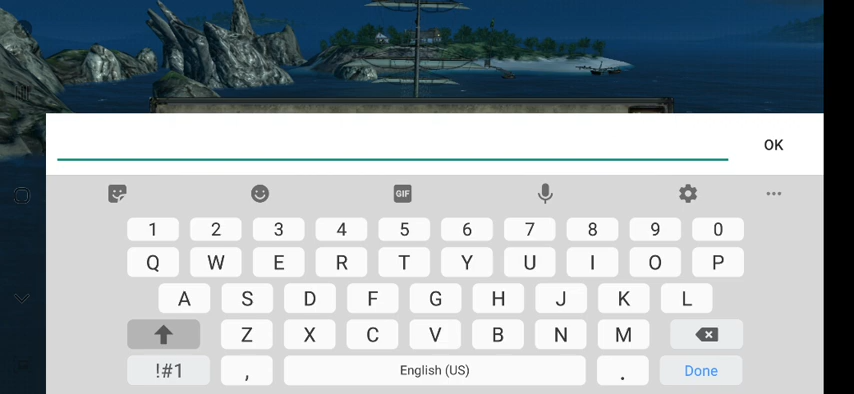 OK
GIF
1 2 3 4 5 6 7 8 9 0
Q W E R T Y U I O P
A S D F G H J K L
Z X C V B N M
!#1 , English (US) . Done